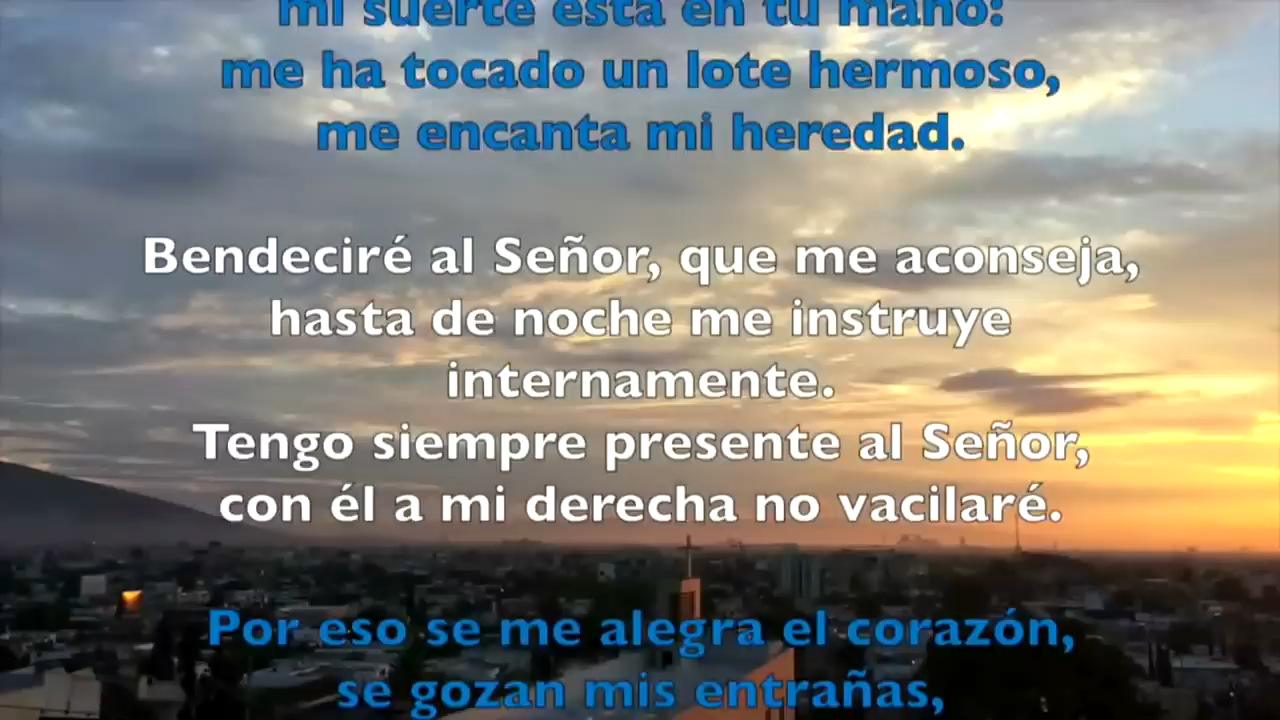 mi suerte está en tu mano:
me ha tocado un lote hermoso,
me encanta mi heredad.
Bendeciré al Señor, que me aconseja,
hasta de noche me instruye
internamente.
Tengo siempre presente al Señor,
con él a mi derecha no vacilaré.
Por eso se me alegra el corazón,
se gozan mis entrañas,